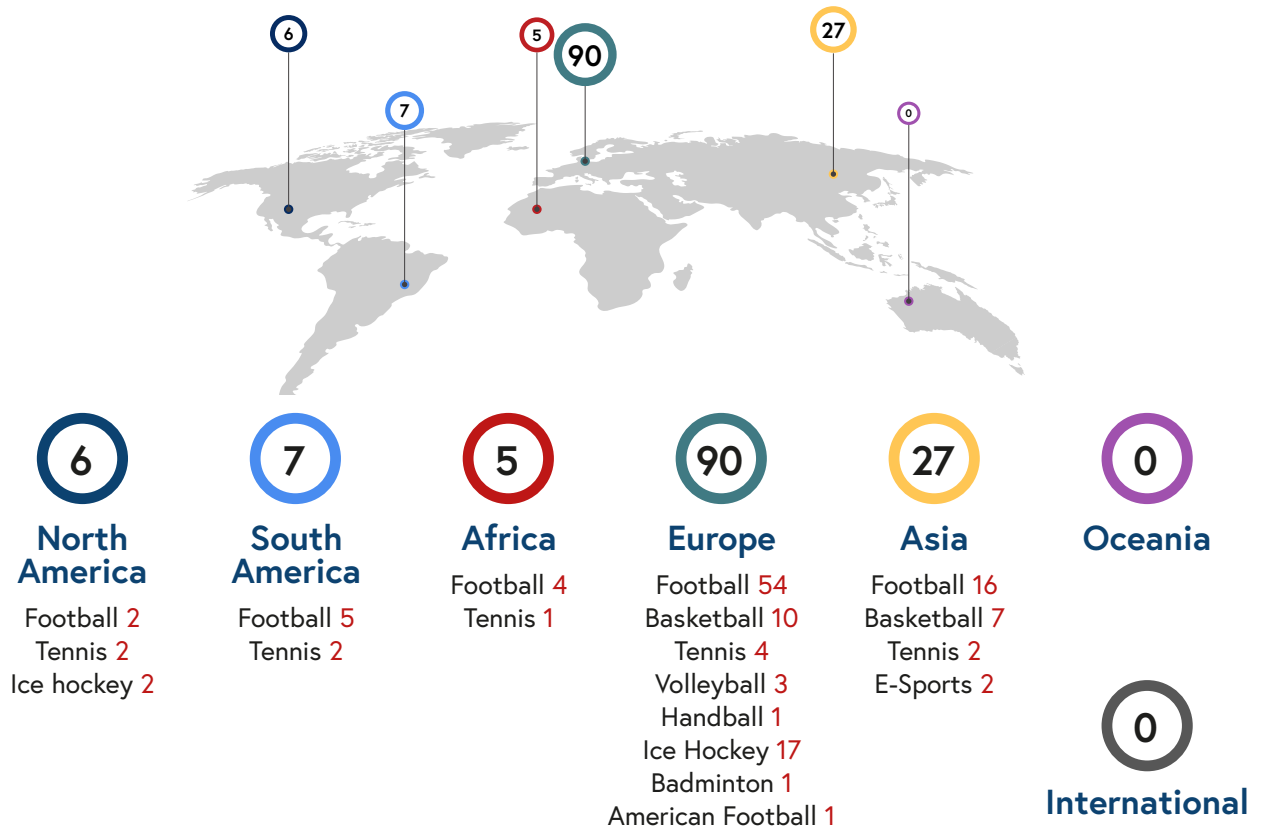 6
5
90
27
7
0
6
North
America
Football 2
Tennis 2
Ice hockey 2
7
South
America
Football 5
Tennis 2
5
Africa
Football 4
Tennis 1
90
Europe
Football 54
Basketball 10
Tennis 4
Volleyball 3
Handball 1
Ice Hockey 17
Badminton 1
American Football 1
27
Asia
Football 16
Basketball 7
Tennis 2
E-Sports 2
0
Oceania
0
International